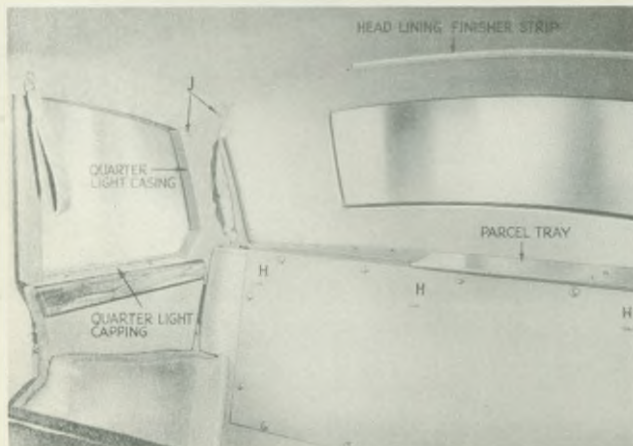 HEAD LINING FINISHER STRIP
J
QUARTER
LIGHT CASING
PARCEL TRAY
H
H
H
QUARTER LIGHT
CAPPING